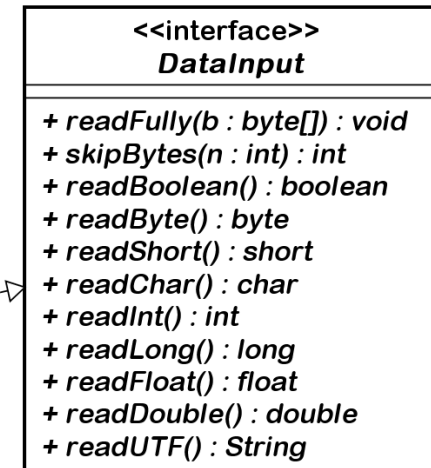 <<interface>>
DataInput
+ readFully(b : byte[]) : void
+ skipBytes(n : int) : int
+ readBoolean() : boolean
+ readByte() : byte
+ readShort() : short
+ readChar() : char
+ readInt() : int
+ readLong() : long
+ readFloat() : float
+ readDouble() : double
+ readUTF() : String